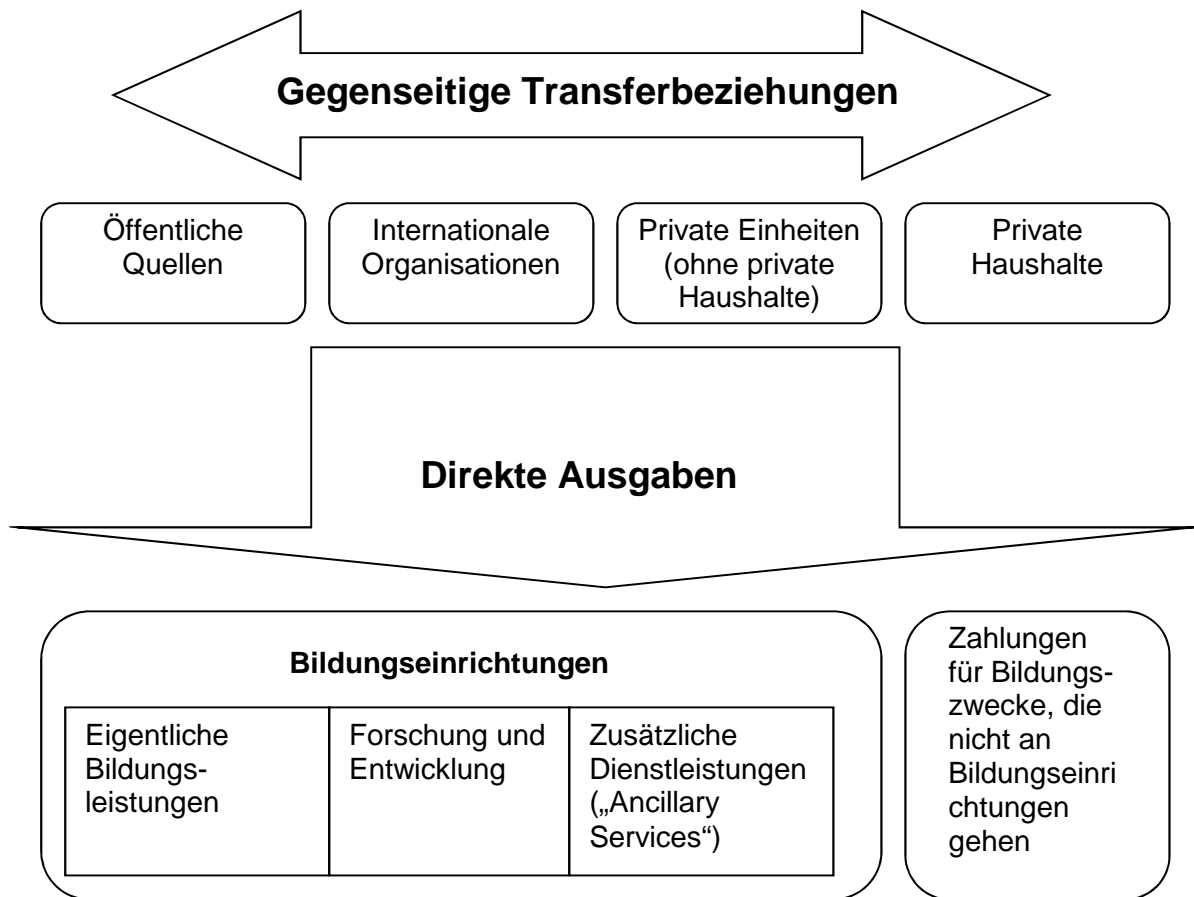 Gegenseitige Transferbeziehungen
Öffentliche
Quellen
Internationale
Organisationen
Private Einheiten
(ohne private
Haushalte)
Private
Haushalte
Direkte Ausgaben
Bildungseinrichtungen
Eigentliche
Bildungs-
leistungen
Forschung und
Entwicklung
Zusätzliche
Dienstleistungen
(„Ancillary
Services“)
Zahlungen
für Bildungs-
zwecke, die
nicht an
Bildungseinri
chtungen
gehen